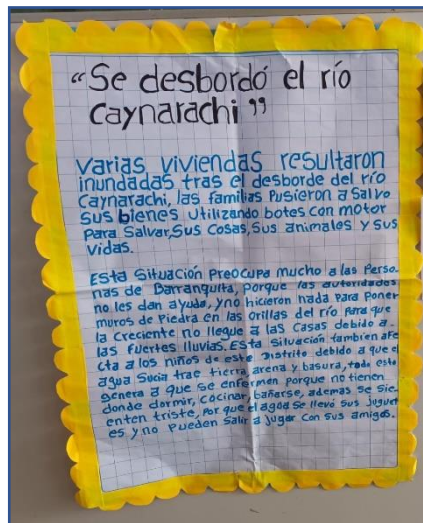 “Se desbordó el río
Caynarachi”
Varias viviendas resultaron
inundadas tras el desborde del río
Caynarachi, las familias Pusieron a Salvo
sus bienes utilizando botes con motor
Para Salvar, Sus Cosas, Sus animales y sus
Vidas.
Esta Situación preocupa mucho a las Perso-
nas de Barranquita, porque las autoridades
no les dan ayuda, y no hicieron nada Para Poner
muros de Piedra en las orillas del río Para que
la Creciente no llegue a las Casas debido a
las fuertes lluvias. Esta Situación tambien afe
cta a los niños de este Distrito debido a que el
agua Sucia trae tierra, arena y basura, todo esto
genera a que se enfermen porque no tienen
donde dormir, cocinar, bañarse, ademas se sie-
enten triste, Por que el agua Se llevó sus juguet
es y no Pueden Salir a jugar con sus amigos.